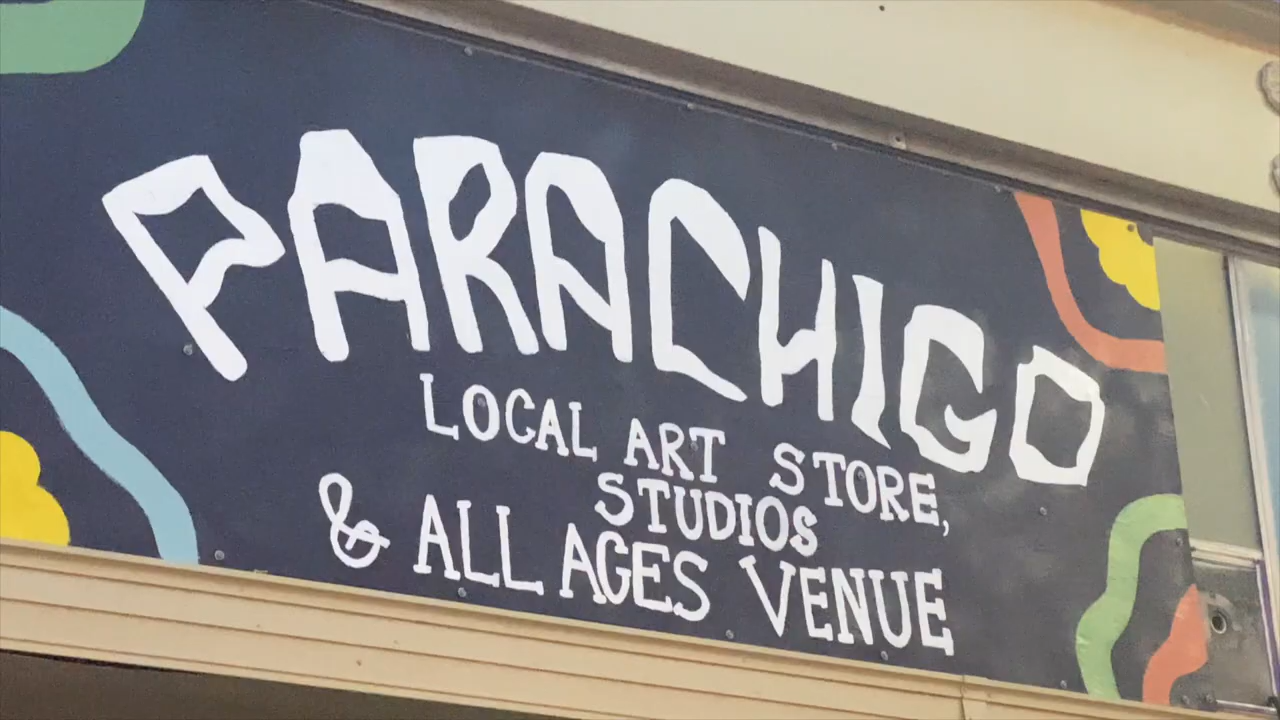 PARACHIGO
LOCAL ART STORE,
STUDIOS
& ALL AGES VENUE